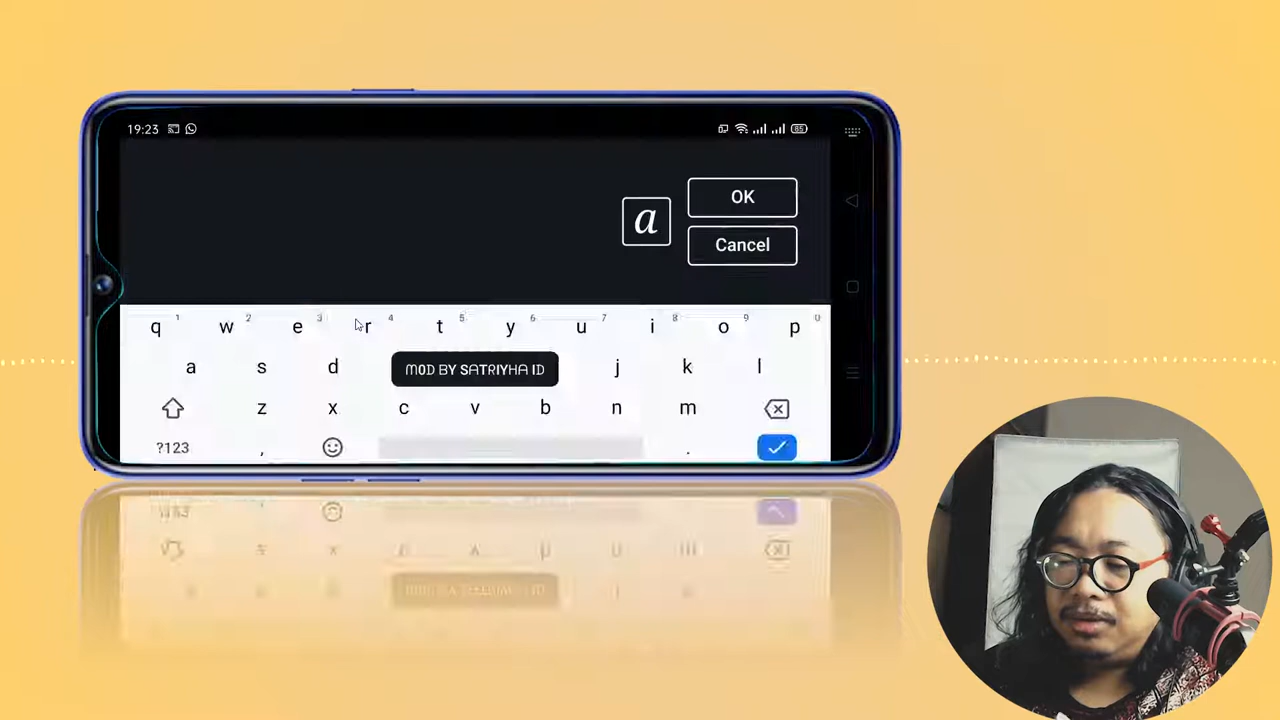 19:23 85
a OK
Cancel
q 1 w 2 e 3 r 4 t 5 y 6 u 7 i 8 o 9 p 0
a s d MOD BY SATRIYHA ID j k l
z x c v b n m
?123 , .